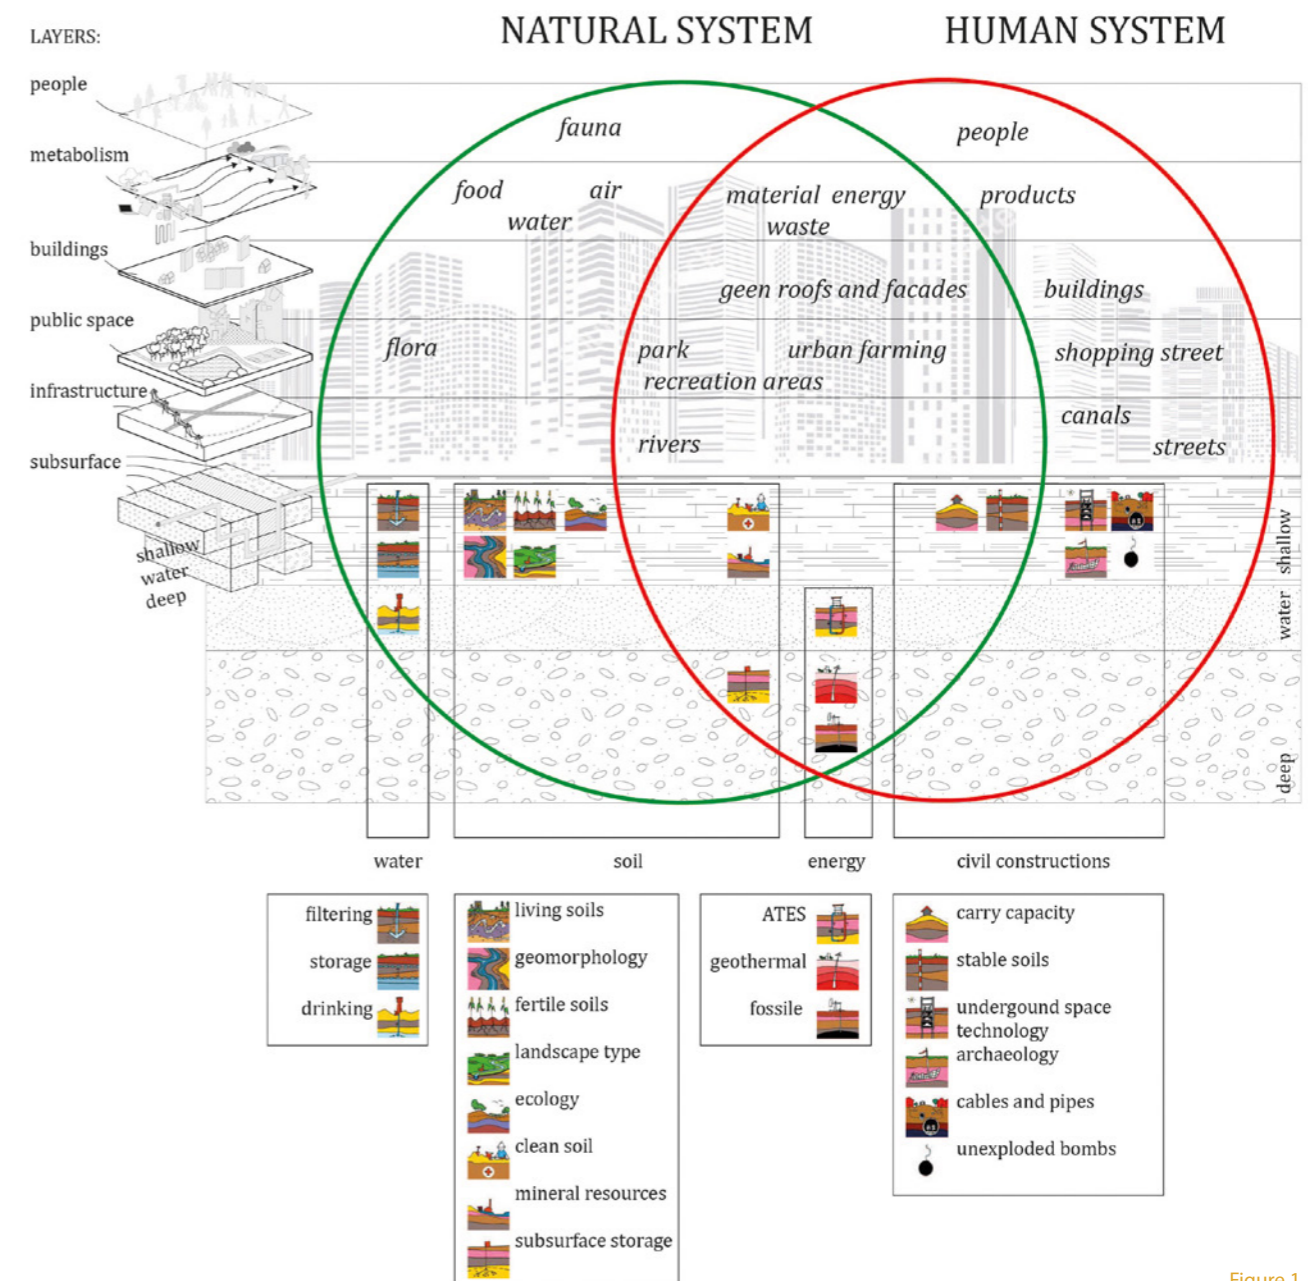 NATURAL SYSTEM
HUMAN SYSTEM
LAYERS:
people
metabolism
buildings
public space
infrastructure
subsurface
shallow
water
deep
fauna
people
food
air
water
material energy
waste
products
geen roofs and facades
buildings
flora
park
urban farming
shopping street
recreation areas
canals
rivers
streets
shallow
water
deep
water
soil
energy
civil constructions
filtering
storage
drinking
living soils
geomorphology
fertile soils
landscape type
ecology
clean soil
mineral resources
subsurface storage
ATES
geothermal
fossile
carry capacity
stable soils
undergound space
technology
archaeology
cables and pipes
unexploded bombs
Figure 1